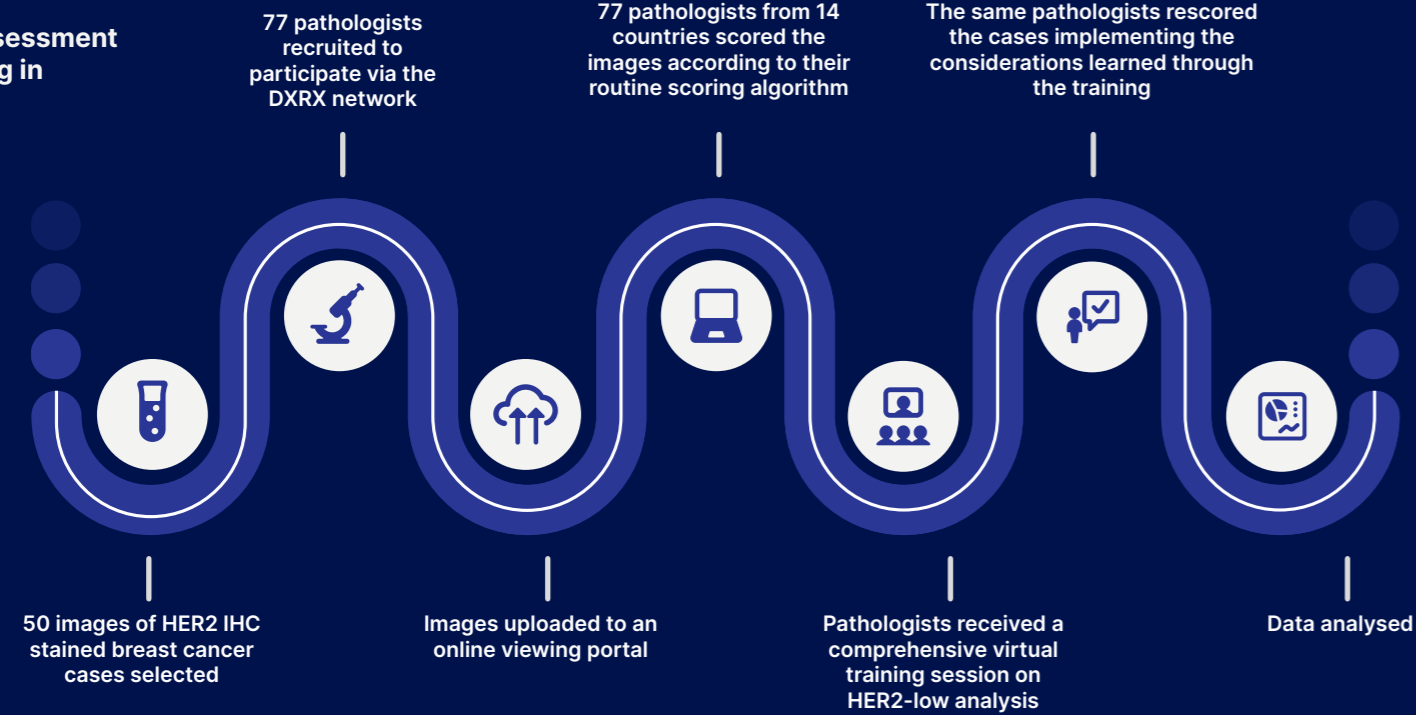 77 pathologists
recruited to
participate via the
DXRX network
77 pathologists from 14
countries scored the
images according to their
routine scoring algorithm
The same pathologists rescored
the cases implementing the
considerations learned through
the training
50 images of HER2 IHC
stained breast cancer
cases selected
Images uploaded to an
online viewing portal
Pathologists received a
comprehensive virtual
training session on
HER2-low analysis
Data analysed
in